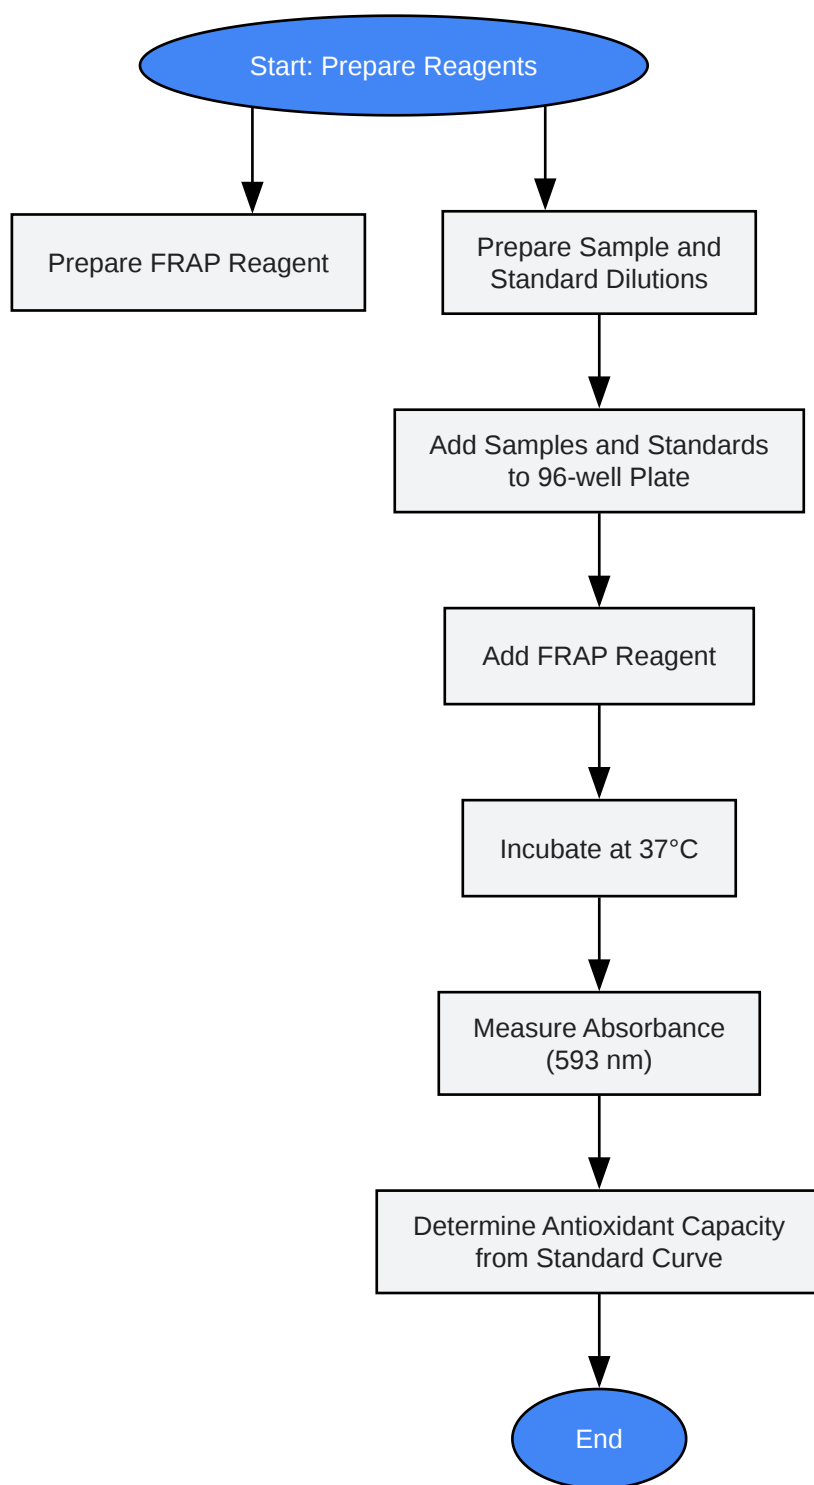 Start: Prepare Reagents
Prepare FRAP Reagent
Prepare Sample and
Standard Dilutions
Add Samples and Standards
to 96-well Plate
Add FRAP Reagent
Incubate at 37°C
Measure Absorbance
(593 nm)
Determine Antioxidant Capacity
from Standard Curve
End